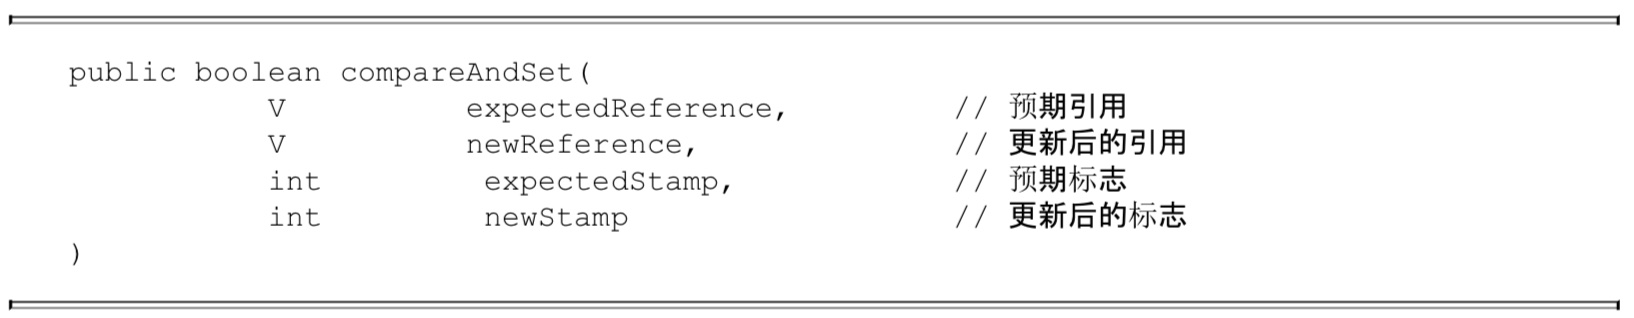 public boolean compareAndSet(
V expectedReference, // 预期引用
V newReference, // 更新后的引用
int expectedStamp, // 预期标志
int newStamp // 更新后的标志
)